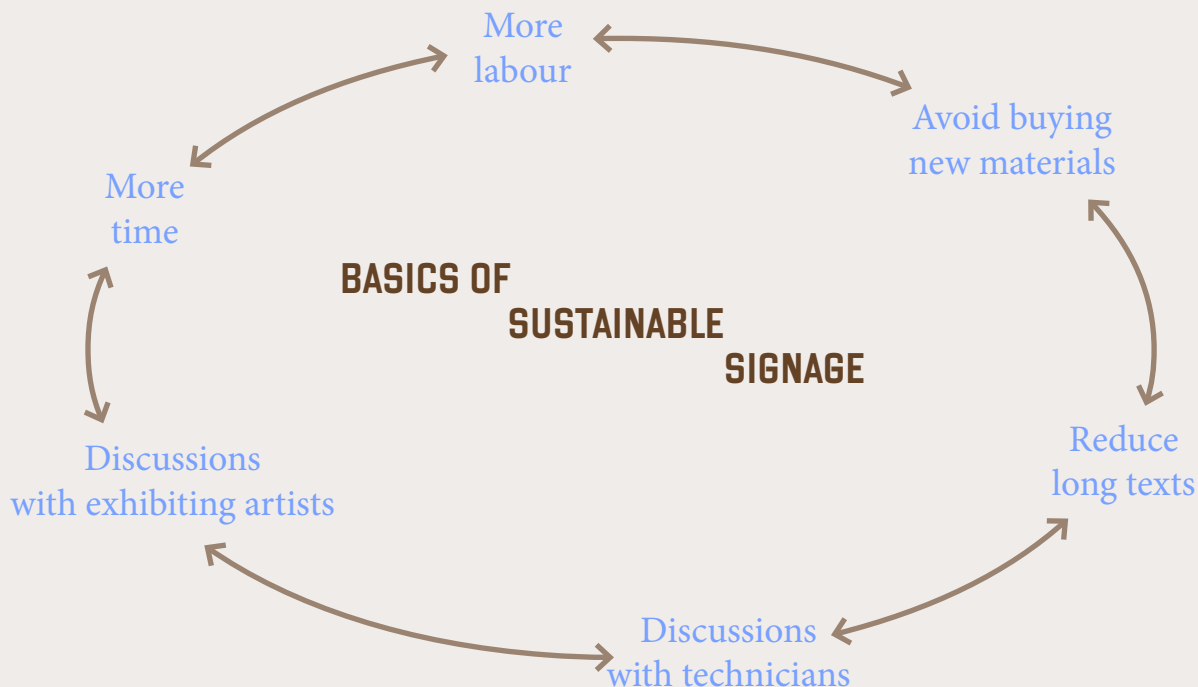 More
labour
Avoid buying
new materials
More
time
BASICS OF
SUSTAINABLE
SIGNAGE
Reduce
long texts
Discussions
with exhibiting artists
Discussions
with technicians